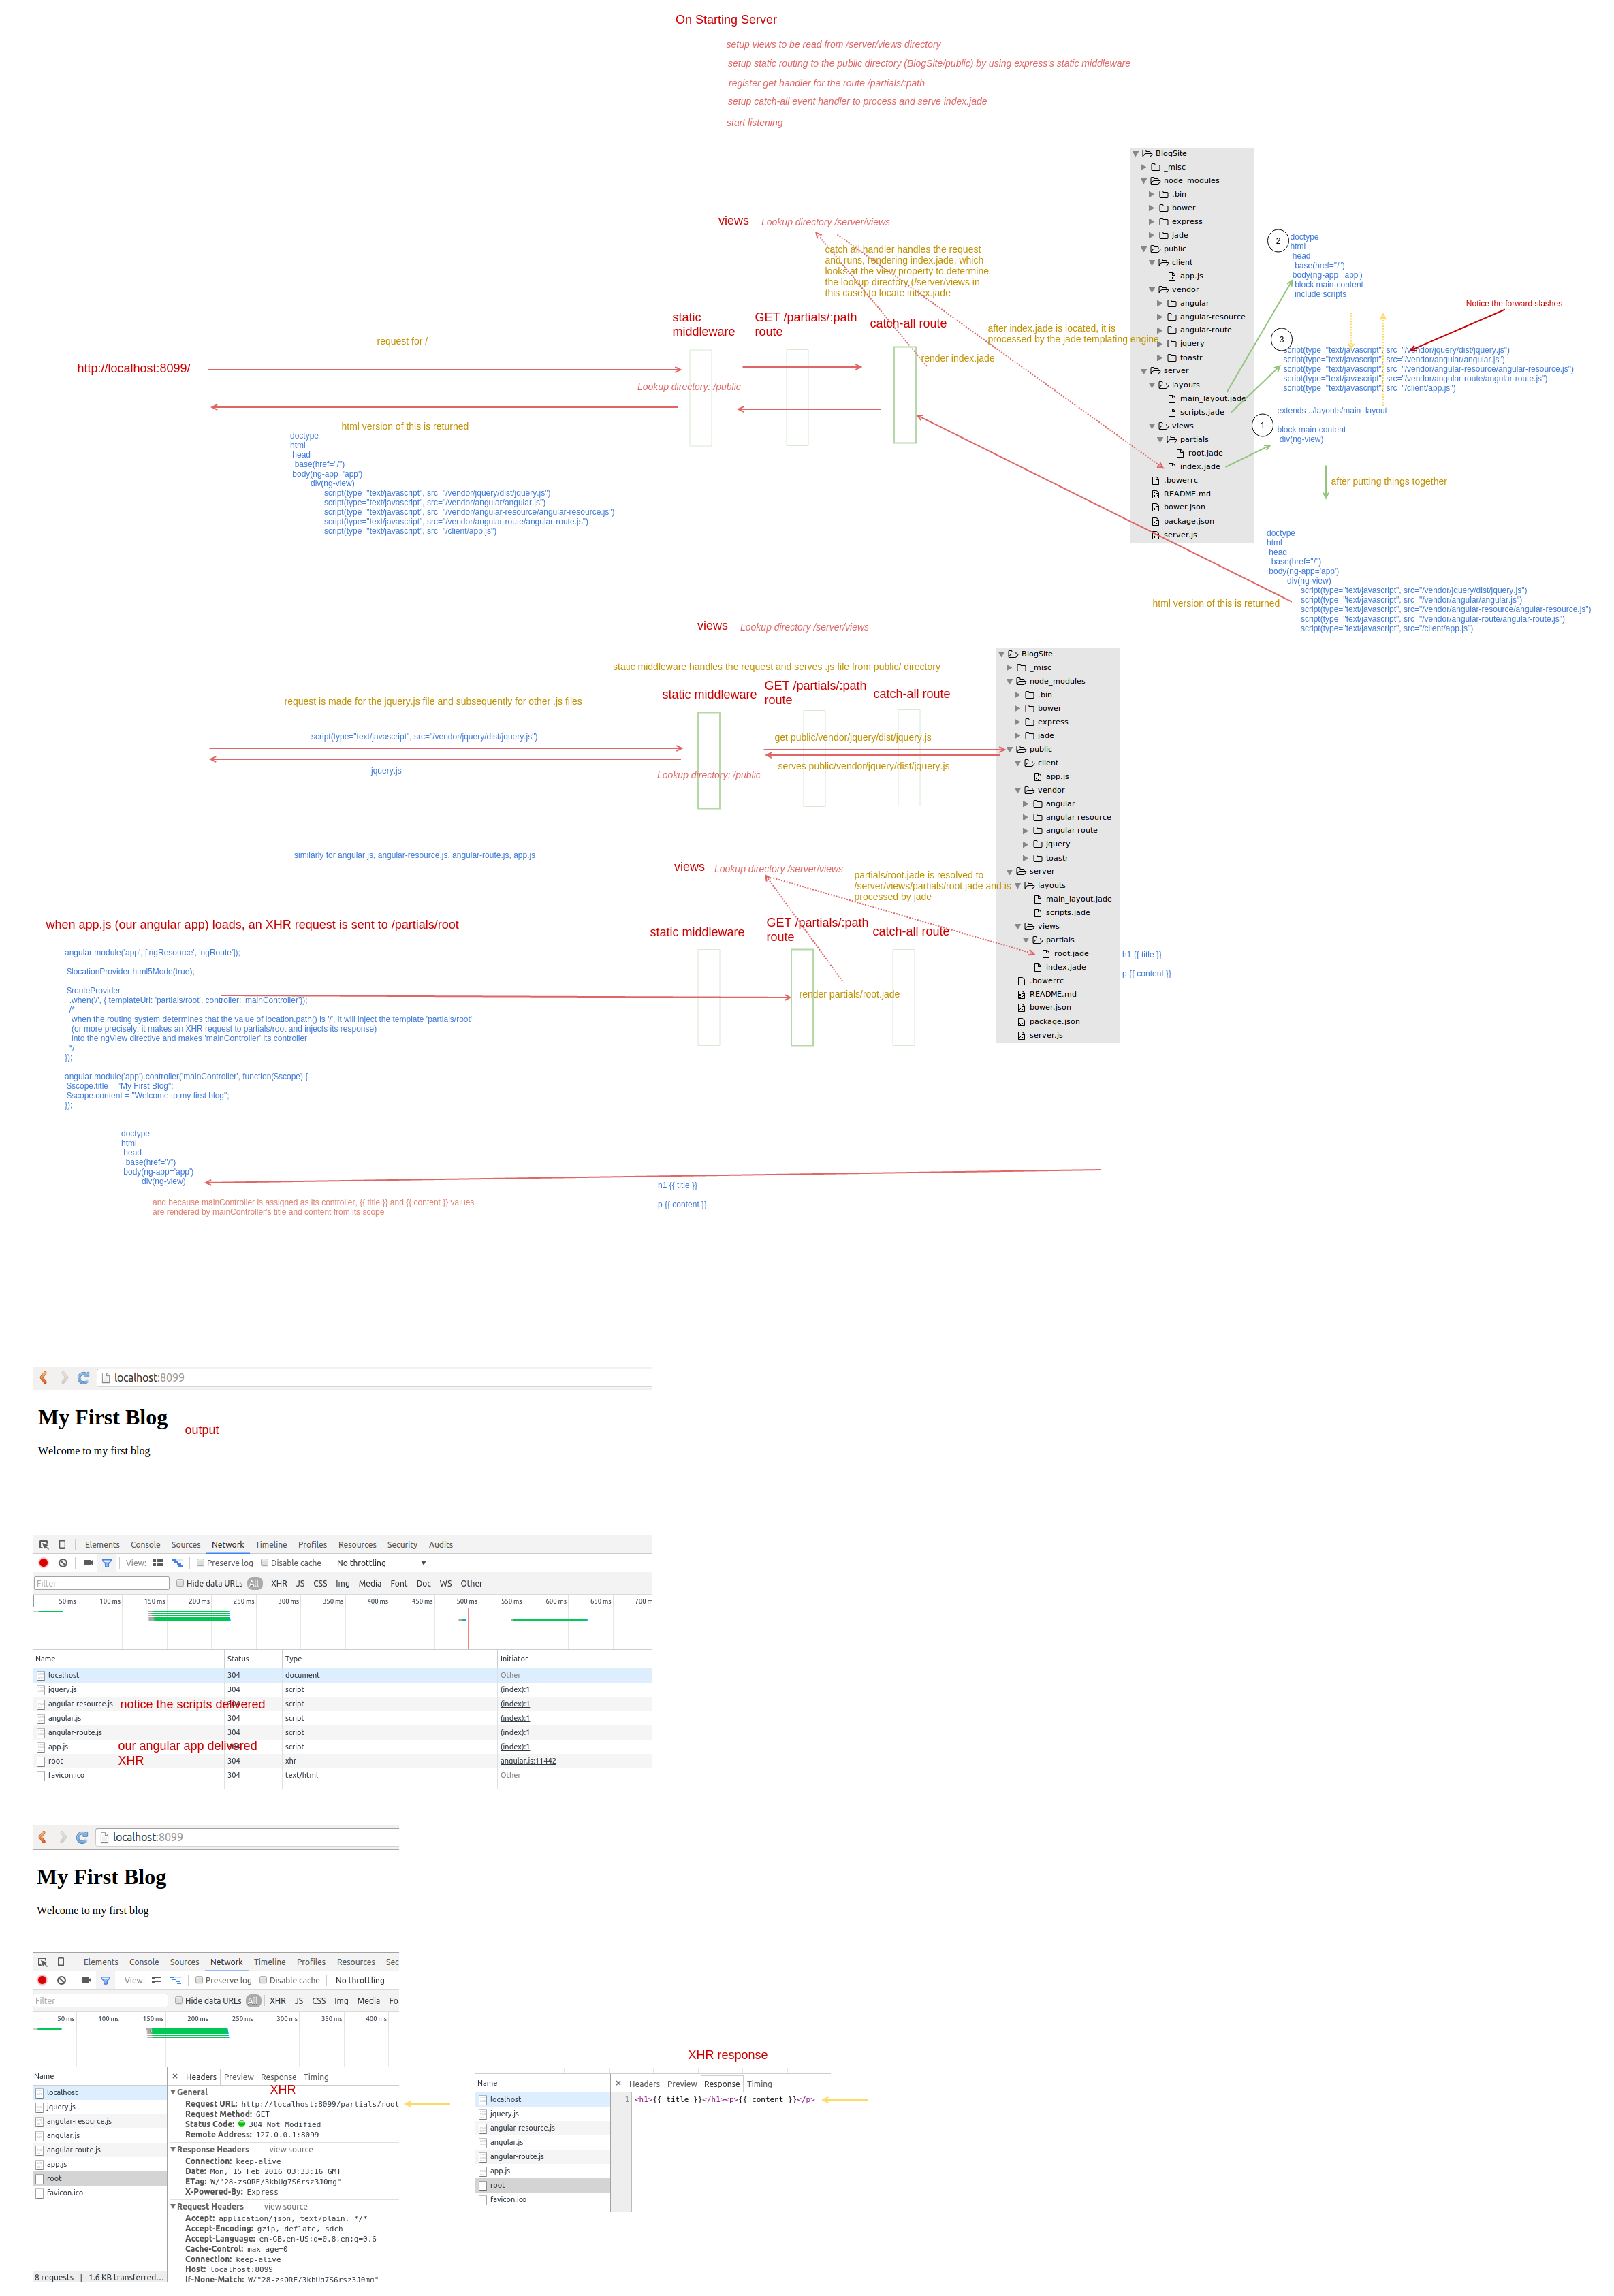 On Starting Server
setup views to be read from /server/views directory
setup static routing to the public directory (BlogSite/public) by using express's static middleware
register get handler for the route /partials/:path
setup catch-all event handler to process and serve index.jade
start listening
views
Lookup directory /server/views
catch all handler handles the request
and runs, rendering index.jade, which
looks at the view property to determine
the lookup directory (/server/views in
this case) to locate index.jade
static
middleware
GET /partials/:path
route
catch-all route
after index.jade is located, it is
processed by the jade templating engine
request for /
http://localhost:8099/
Lookup directory: /public
render index.jade
html version of this is returned
doctype
html
head
base(href="/")
body(ng-app='app')
div(ng-view)
script(type="text/javascript", src="/vendor/jquery/dist/jquery.js")
script(type="text/javascript", src="/vendor/angular/angular.js")
script(type="text/javascript", src="/vendor/angular-resource/angular-resource.js")
script(type="text/javascript", src="/vendor/angular-route/angular-route.js")
script(type="text/javascript", src="/client/app.js")
BlogSite
_misc
node_modules
.bin
bower
express
jade
public
client
app.js
vendor
angular
angular-resource
angular-route
jquery
toastr
server
layouts
main_layout.jade
scripts.jade
views
partials
root.jade
index.jade
.bowerrc
README.md
bower.json
package.json
server.js
2
doctype
html
head
base(href="/")
body(ng-app='app')
block main-content
include scripts
Notice the forward slashes
3
script(type="text/javascript", src="/vendor/jquery/dist/jquery.js")
script(type="text/javascript", src="/vendor/angular/angular.js")
script(type="text/javascript", src="/vendor/angular-resource/angular-resource.js")
script(type="text/javascript", src="/vendor/angular-route/angular-route.js")
script(type="text/javascript", src="/client/app.js")
1
extends ../layouts/main_layout
block main-content
div(ng-view)
after putting things together
doctype
html
head
base(href="/")
body(ng-app='app')
div(ng-view)
script(type="text/javascript", src="/vendor/jquery/dist/jquery.js")
script(type="text/javascript", src="/vendor/angular/angular.js")
script(type="text/javascript", src="/vendor/angular-resource/angular-resource.js")
script(type="text/javascript", src="/vendor/angular-route/angular-route.js")
script(type="text/javascript", src="/client/app.js")
html version of this is returned
views
Lookup directory /server/views
static middleware handles the request and serves .js file from public/ directory
static middleware
GET /partials/:path
route
catch-all route
request is made for the jquery.js file and subsequently for other .js files
script(type="text/javascript", src="/vendor/jquery/dist/jquery.js")
jquery.js
Lookup directory: /public
get public/vendor/jquery/dist/jquery.js
serves public/vendor/jquery/dist/jquery.js
similarly for angular.js, angular-resource.js, angular-route.js, app.js
BlogSite
_misc
node_modules
.bin
bower
express
jade
public
client
app.js
vendor
angular
angular-resource
angular-route
jquery
toastr
server
layouts
main_layout.jade
scripts.jade
views
partials
root.jade
index.jade
.bowerrc
README.md
bower.json
package.json
server.js
h1 {{ title }}
p {{ content }}
views
Lookup directory /server/views
partials/root.jade is resolved to
/server/views/partials/root.jade and is
processed by jade
static middleware
GET /partials/:path
route
catch-all route
render partials/root.jade
when app.js (our angular app) loads, an XHR request is sent to /partials/root
angular.module('app', ['ngResource', 'ngRoute']);
$locationProvider.html5Mode(true);
$routeProvider
.when('/', { templateUrl: 'partials/root', controller: 'mainController'});
/*
when the routing system determines that the value of location.path() is '/', it will inject the template 'partials/root'
(or more precisely, it makes an XHR request to partials/root and injects its response)
into the ngView directive and makes 'mainController' its controller
*/
});
angular.module('app').controller('mainController', function($scope) {
$scope.title = "My First Blog";
$scope.content = "Welcome to my first blog";
});
doctype
html
head
base(href="/")
body(ng-app='app')
div(ng-view)
h1 {{ title }}
p {{ content }}
and because mainController is assigned as its controller, {{ title }} and {{ content }} values
are rendered by mainController's title and content from its scope
localhost:8099
My First Blog
output
Welcome to my first blog
Elements Console Sources Network Timeline Profiles Resources Security Audits
View: Preserve log Disable cache No throttling
Filter Hide data URLs All XHR JS CSS Img Media Font Doc WS Other
50 ms 100 ms 150 ms 200 ms 250 ms 300 ms 350 ms 400 ms 450 ms 500 ms 550 ms 600 ms 650 ms 700 m
Name Status Type Initiator
localhost 304 document Other
jquery.js 304 script (index):1
angular-resource.js script (index):1
notice the scripts delivered
angular.js 304 script (index):1
angular-route.js 304 script (index):1
app.js script (index):1
our angular app delivered
root 304 xhr angular.js:11442
XHR
favicon.ico 304 text/html Other
localhost:8099
My First Blog
Welcome to my first blog
Elements Console Sources Network Timeline Profiles Resources Sec
View: Preserve log Disable cache No throttling
Filter Hide data URLs All XHR JS CSS Img Media Fo
50 ms 100 ms 150 ms 200 ms 250 ms 300 ms 350 ms 400 ms
Name
localhost
jquery.js
angular-resource.js
angular.js
angular-route.js
app.js
root
favicon.ico
8 requests | 1.6 KB transferred...
× Headers Preview Response Timing
XHR
General
Request URL: http://localhost:8099/partials/root
Request Method: GET
Status Code: 304 Not Modified
Remote Address: 127.0.0.1:8099
Response Headers view source
Connection: keep-alive
Date: Mon, 15 Feb 2016 03:33:16 GMT
ETag: W/"28-zsORE/3kbUg7S6rsz3J0mg"
X-Powered-By: Express
Request Headers view source
Accept: application/json, text/plain, */*
Accept-Encoding: gzip, deflate, sdch
Accept-Language: en-GB,en-US;q=0.8,en;q=0.6
Cache-Control: max-age=0
Connection: keep-alive
Host: localhost:8099
If-None-Match: W/"28-zsORE/3kbUg7S6rsz3J0mg"
XHR response
Name
localhost
jquery.js
angular-resource.js
angular.js
angular-route.js
app.js
root
favicon.ico
× Headers Preview Response Timing
1 <h1>{{ title }}</h1><p>{{ content }}</p>